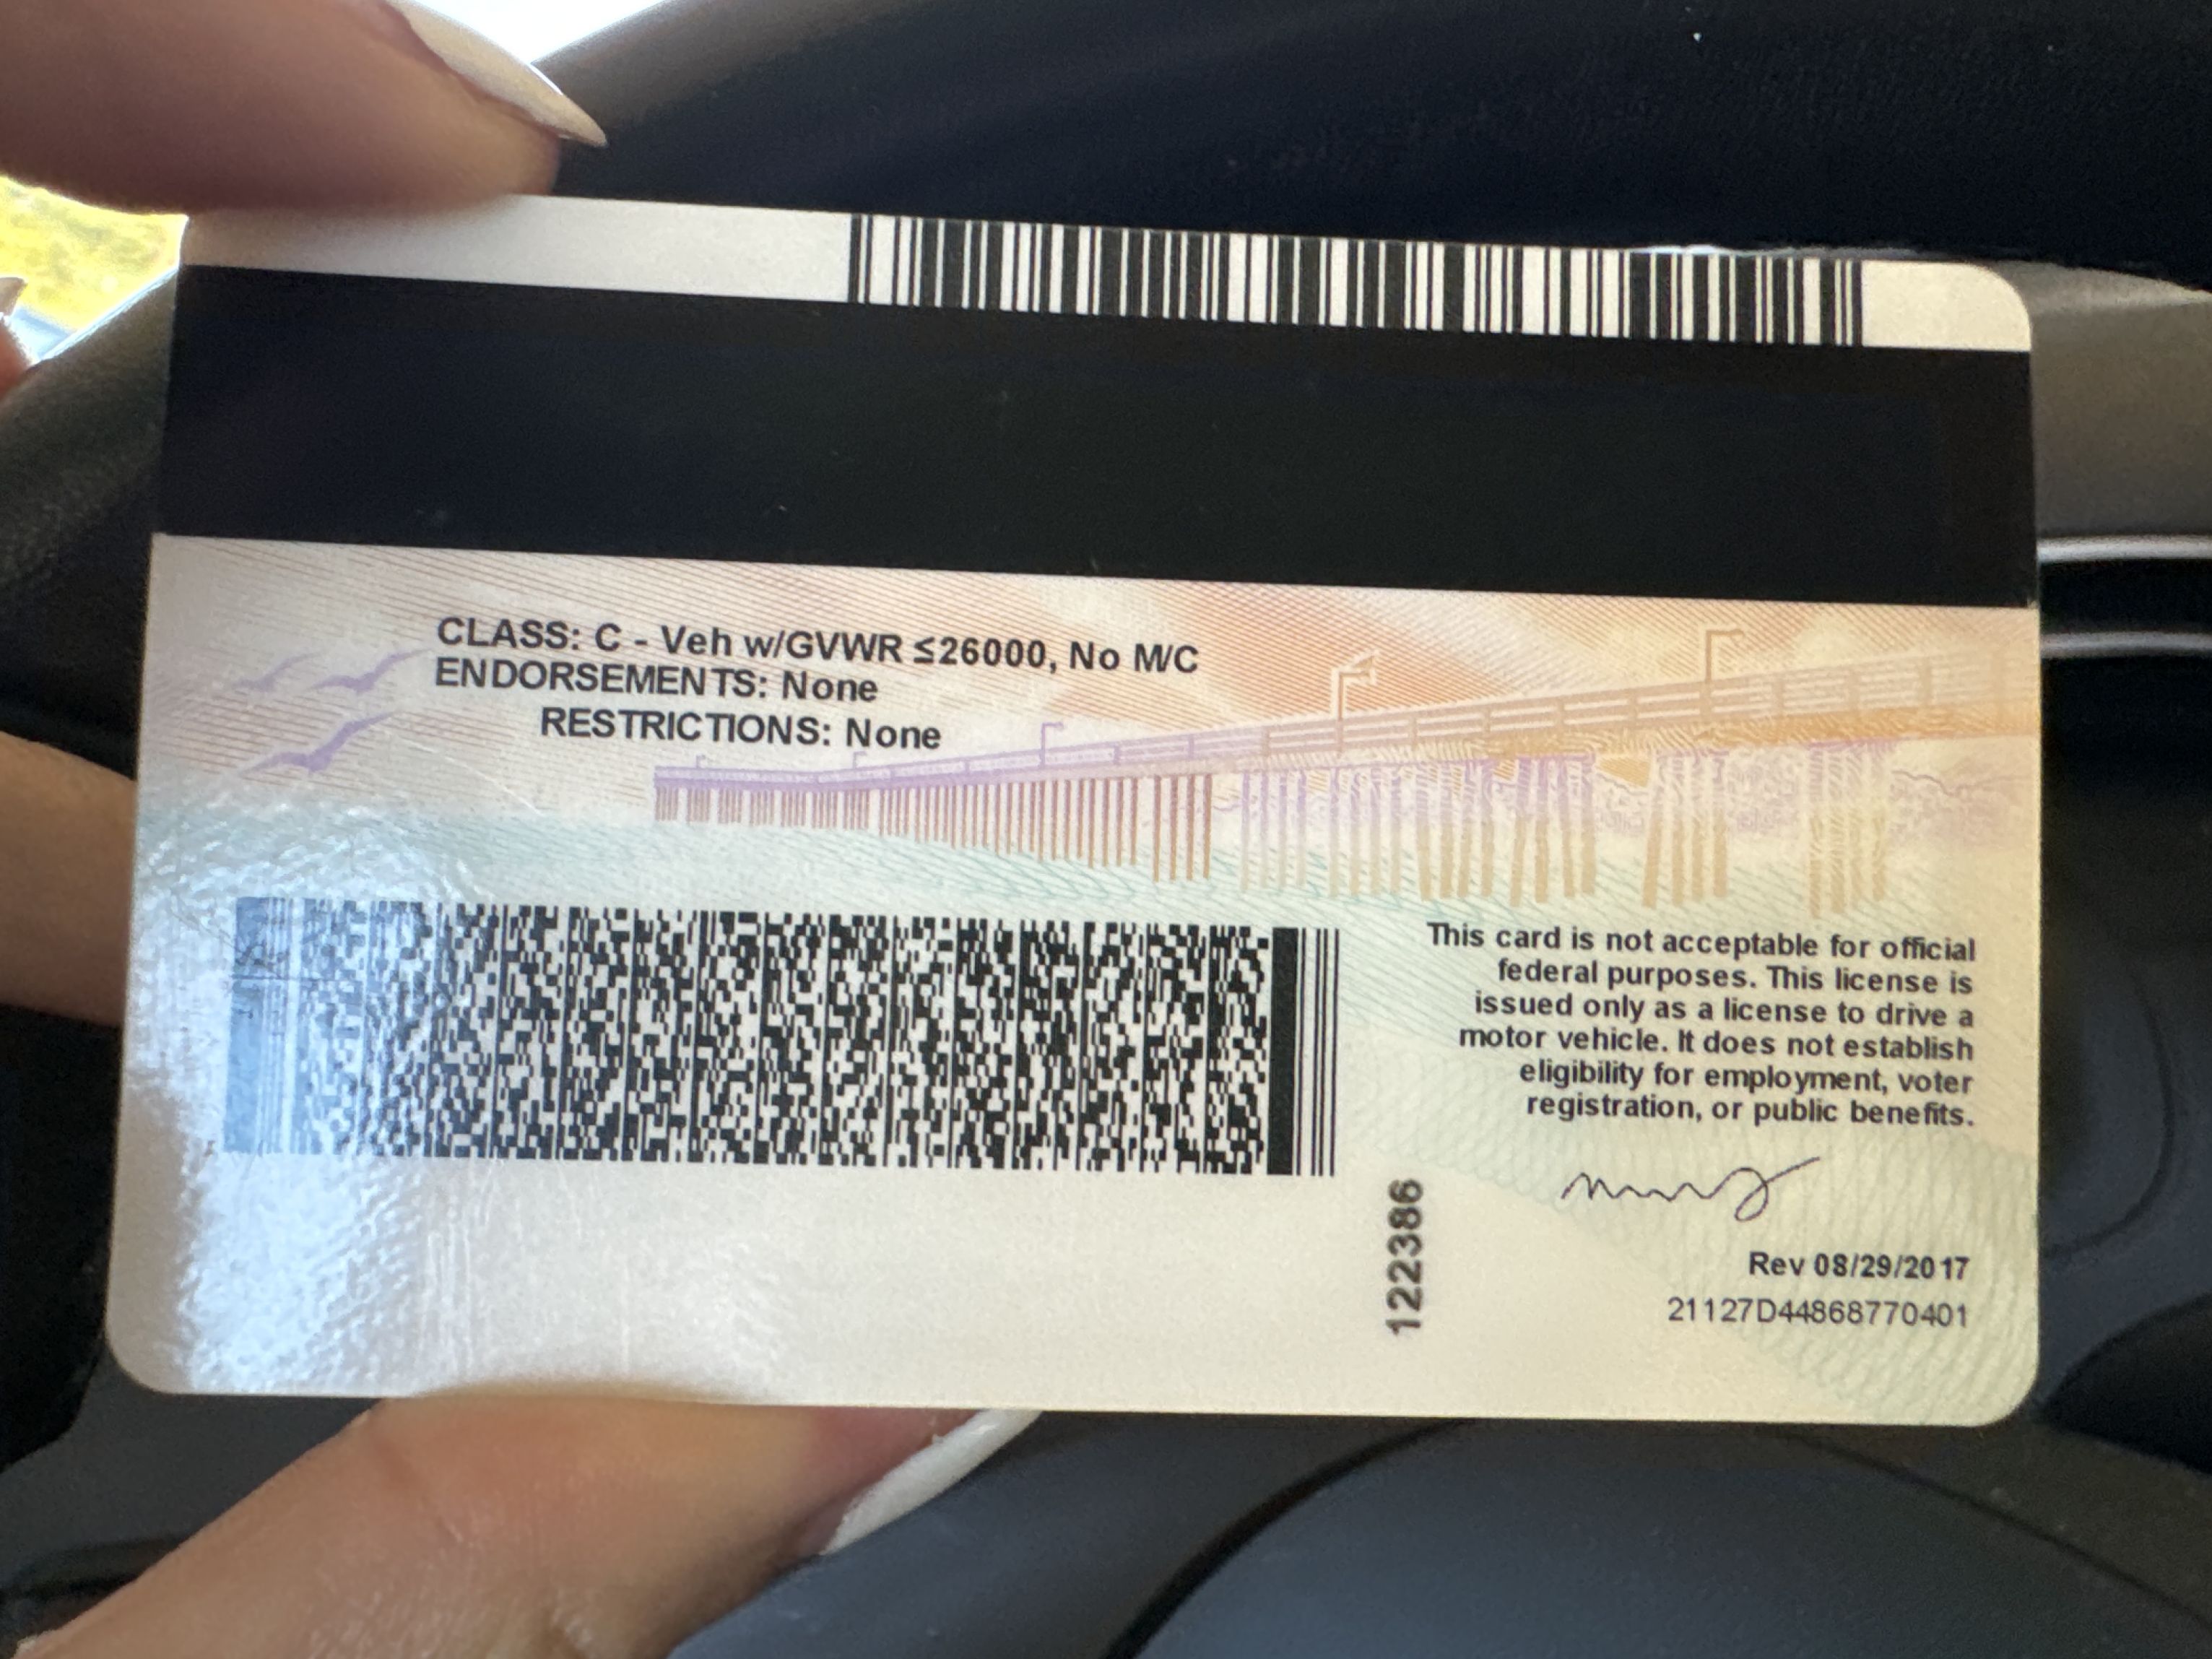 CLASS: C - Veh w/GVWR ≤26000, No M/C
ENDORSEMENTS: None
RESTRICTIONS: None
This card is not acceptable for official
federal purposes. This license is
issued only as a license to drive a
motor vehicle. It does not establish
eligibility for employment, voter
registration, or public benefits.
122386
Rev 08/29/2017
21127D44868770401